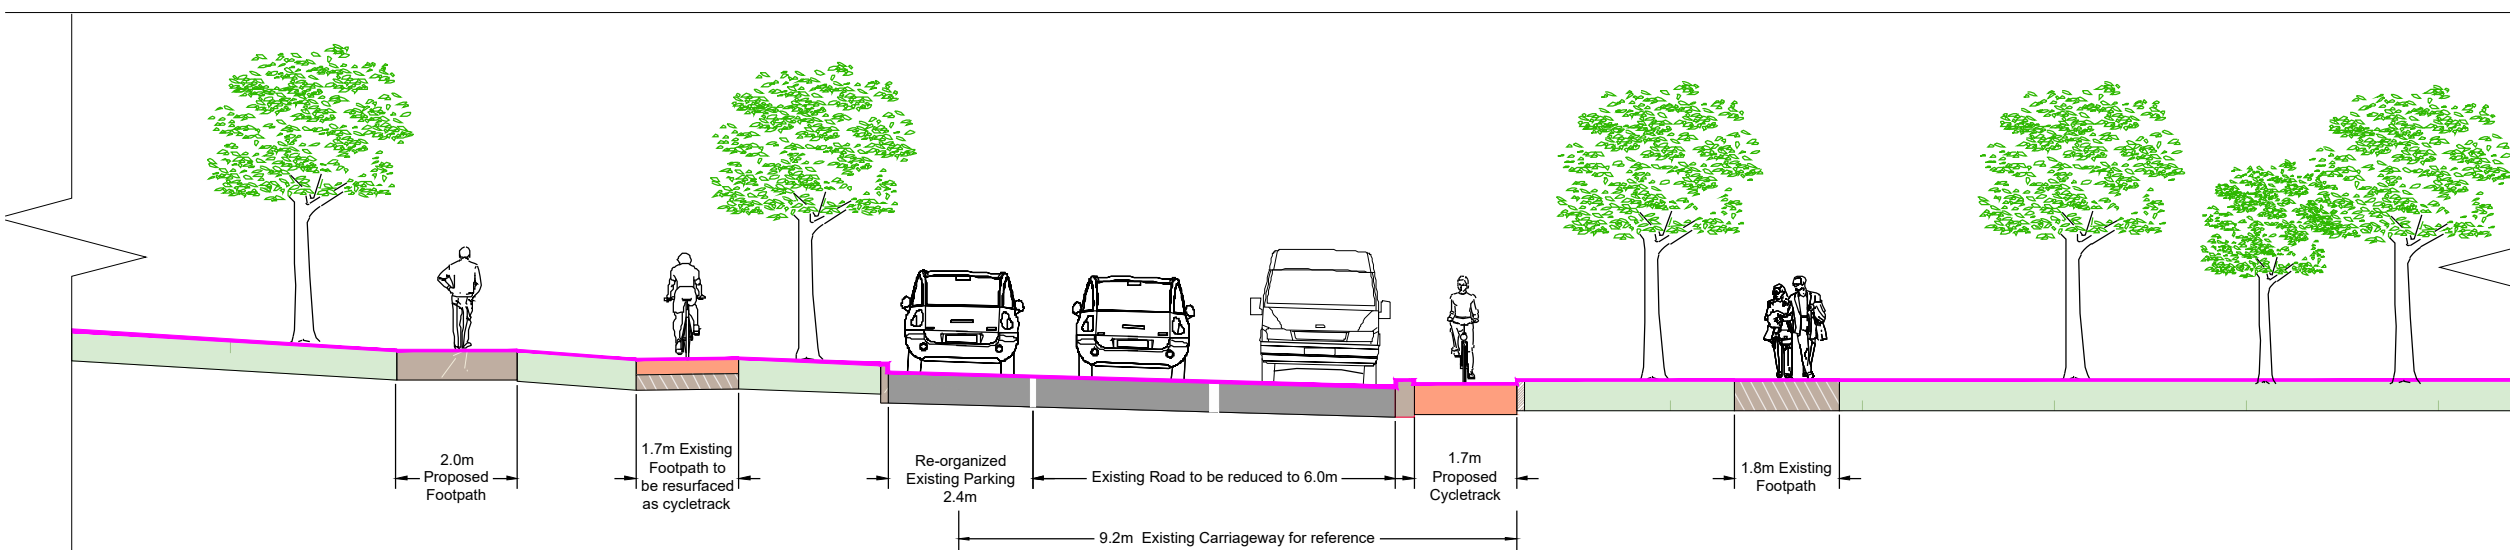 2.0m
Proposed
Footpath
1.7m Existing
Footpath to
be resurfaced
as cycletrack
Re-organized
Existing Parking
2.4m
Existing Road to be reduced to 6.0m
1.7m
Proposed
Cycletrack
1.8m Existing
Footpath
9.2m Existing Carriageway for reference